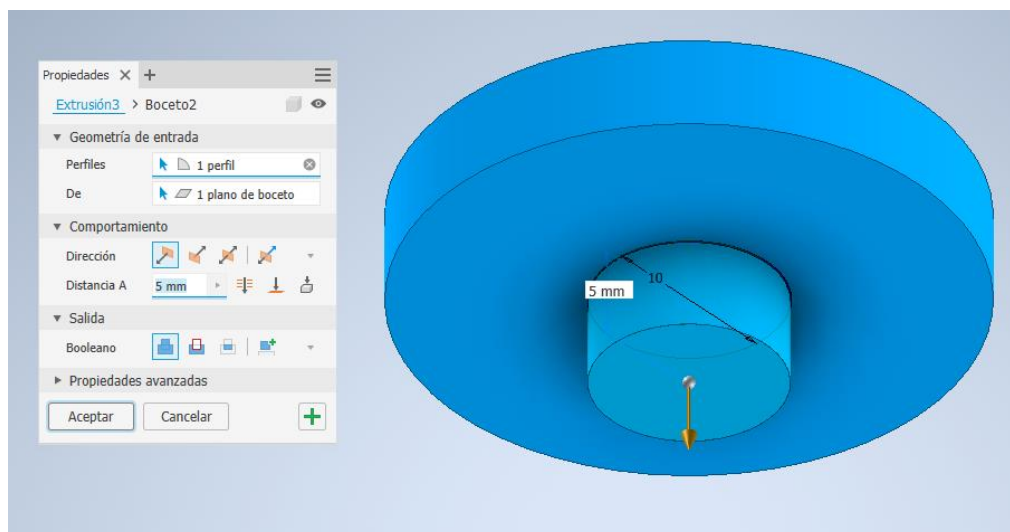 Propiedades × +
Extrusión3 > Boceto2
Geometría de entrada
Perfiles 1 perfil
De 1 plano de boceto
Comportamiento
Dirección
Distancia A 5 mm
Salida
Booleano
Propiedades avanzadas
Aceptar Cancelar +
10
5 mm